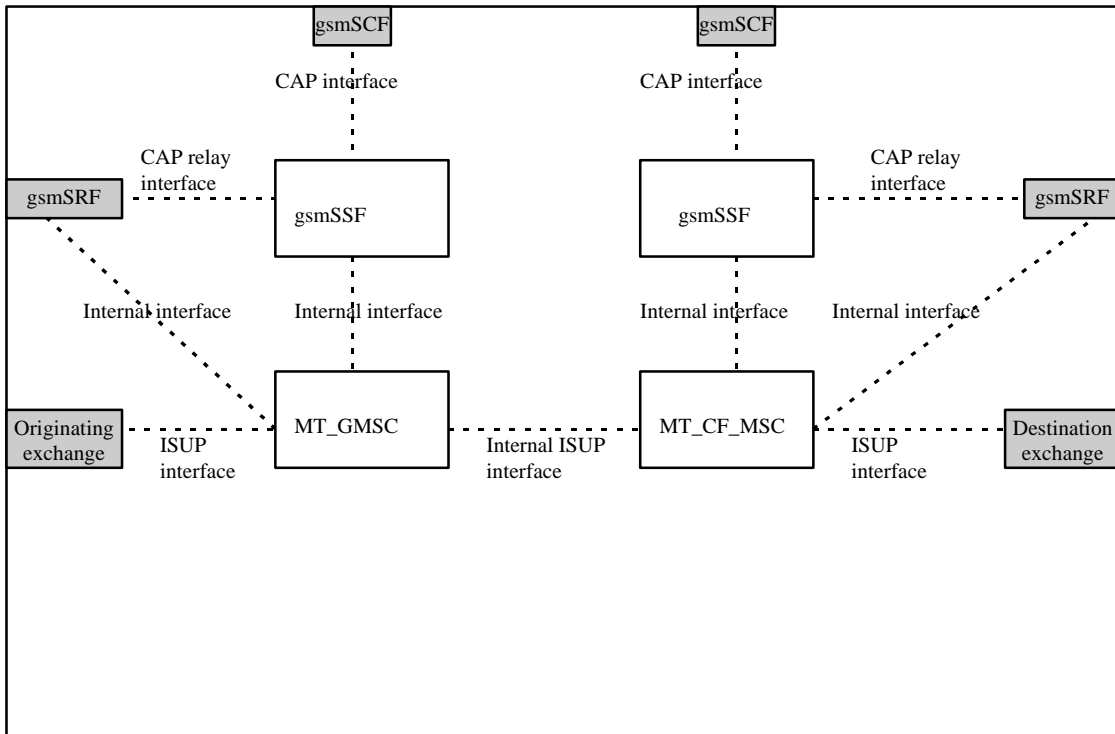 gsmSCF
gsmSCF
CAP interface
CAP interface
CAP relay
interface
CAP relay
interface
gsmSRF
gsmSSF
gsmSSF
gsmSRF
Internal interface
Internal interface
Internal interface
Internal interface
Originating
exchange
ISUP
interface
MT_GMSC
Internal ISUP
interface
MT_CF_MSC
ISUP
interface
Destination
exchange